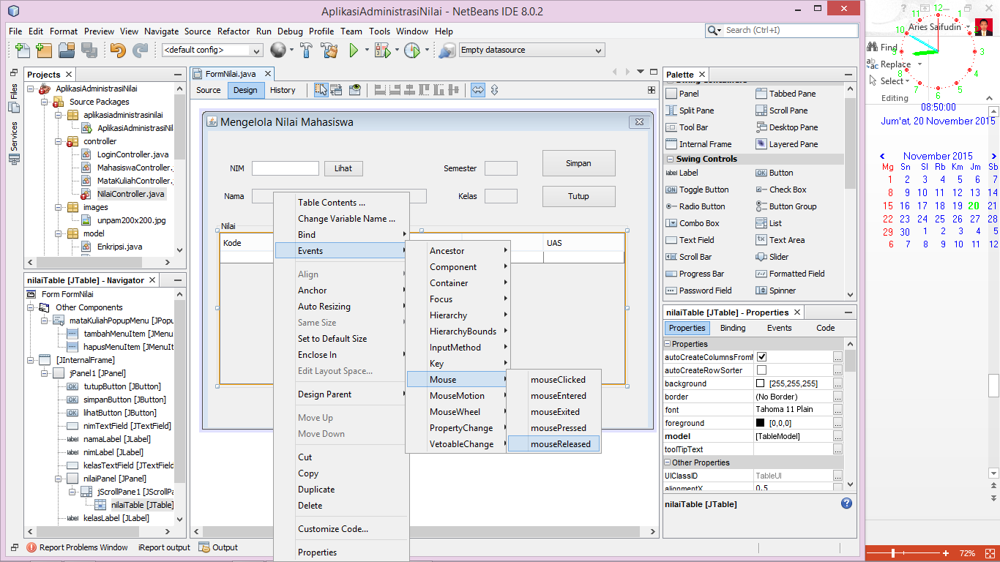 AplikasiAdministrasiNilai - NetBeans IDE 8.0.2
File Edit Format Preview View Navigate Source Refactor Run Debug Profile Team Tools Window Help
Search (Ctrl+I)
<default config>
Empty datasource
Projects
Files
Services
AplikasiAdministrasiNilai
Source Packages
aplikasiadministrasinilai
AplikasiAdministrasiNil
controller
LoginController.java
MahasiswaController.
MataKuliahController.
NilaiController.java
images
unpam200x200.jpg
model
Enkripsi.java
nilaiTable [JTable] - Navigator
Form FormNilai
Other Components
mataKuliahPopupMenu [JPopu
tambahMenuItem [JMenu
hapusMenuItem [JMenuIt
[JInternalFrame]
jPanel1 [JPanel]
tutupButton [JButton]
simpanButton [JButton]
lihatButton [JButton]
nimTextField [JTextField]
namaLabel [JLabel]
nimLabel [JLabel]
kelasTextField [JTextField
nilaiPanel [JPanel]
jScrollPane1 [JScrollPa
nilaiTable [JTable]
kelasLabel [JLabel]
Report Problems Window
iReport output
Output
FormNilai.java
Source Design History
Mengelola Nilai Mahasiswa
NIM
Lihat
Semester
Simpan
Nama
Kelas
Tutup
Nilai
Kode
UAS
Table Contents ...
Change Variable Name ...
Bind
Events
Align
Anchor
Auto Resizing
Same Size
Set to Default Size
Enclose In
Edit Layout Space...
Design Parent
Move Up
Move Down
Cut
Copy
Duplicate
Delete
Customize Code...
Properties
Ancestor
Component
Container
Focus
Hierarchy
HierarchyBounds
InputMethod
Key
Mouse
MouseMotion
MouseWheel
PropertyChange
VetoableChange
mouseClicked
mouseEntered
mouseExited
mousePressed
mouseReleased
Palette
Panel Tabbed Pane
Split Pane Scroll Pane
Tool Bar Desktop Pane
Internal Frame Layered Pane
Swing Controls
Label Button
Toggle Button Check Box
Radio Button Button Group
Combo Box List
Text Field Text Area
Scroll Bar Slider
Progress Bar Formatted Field
Password Field Spinner
nilaiTable [JTable] - Properties
Properties Binding Events Code
Properties
autoCreateColumnsFromM
autoCreateRowSorter
background [255,255,255]
border (No Border)
font Tahoma 11 Plain
foreground [0,0,0]
model [TableModel]
toolTipText
Other Properties
UIClassID TableUI
alignmentX 0.5
nilaiTable [JTable]
Aries Saifudin
Find
Replace
Select
Editing
12
1
2
3
4
5
6
7
8
9
10
11
08:50:00
Jum'at, 20 November 2015
November 2015
Mg Sn Sl Rb Km Jm Sb
1 2 3 4 5 6 7
8 9 10 11 12 13 14
15 16 17 18 19 20 21
22 23 24 25 26 27 28
29 30 1 2 3 4 5
72%